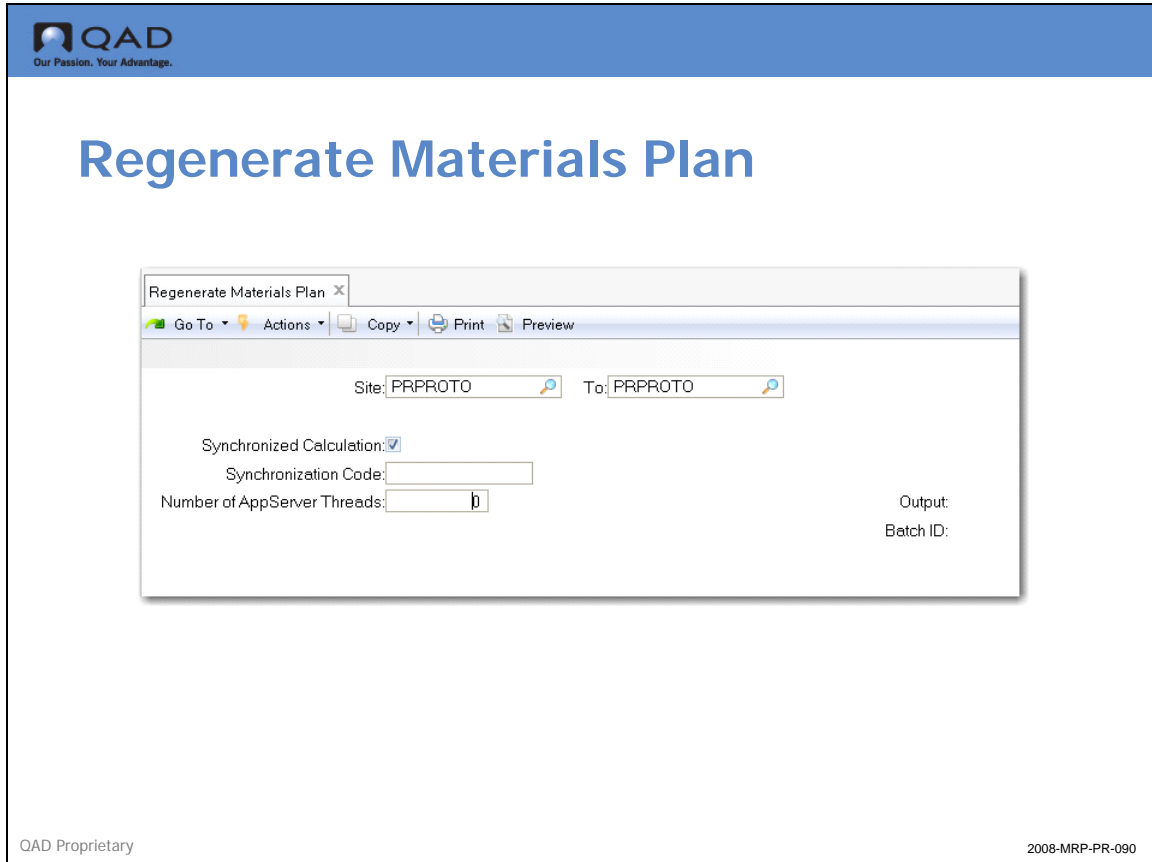 QAD
Our Passion. Your Advantage.
Regenerate Materials Plan
Regenerate Materials Plan X
Go To Actions Copy Print Preview
Site: PRPROTO To: PRPROTO
Synchronized Calculation:
Synchronization Code:
Number of AppServer Threads: 0
Output:
Batch ID:
QAD Proprietary
2008-MRP-PR-090